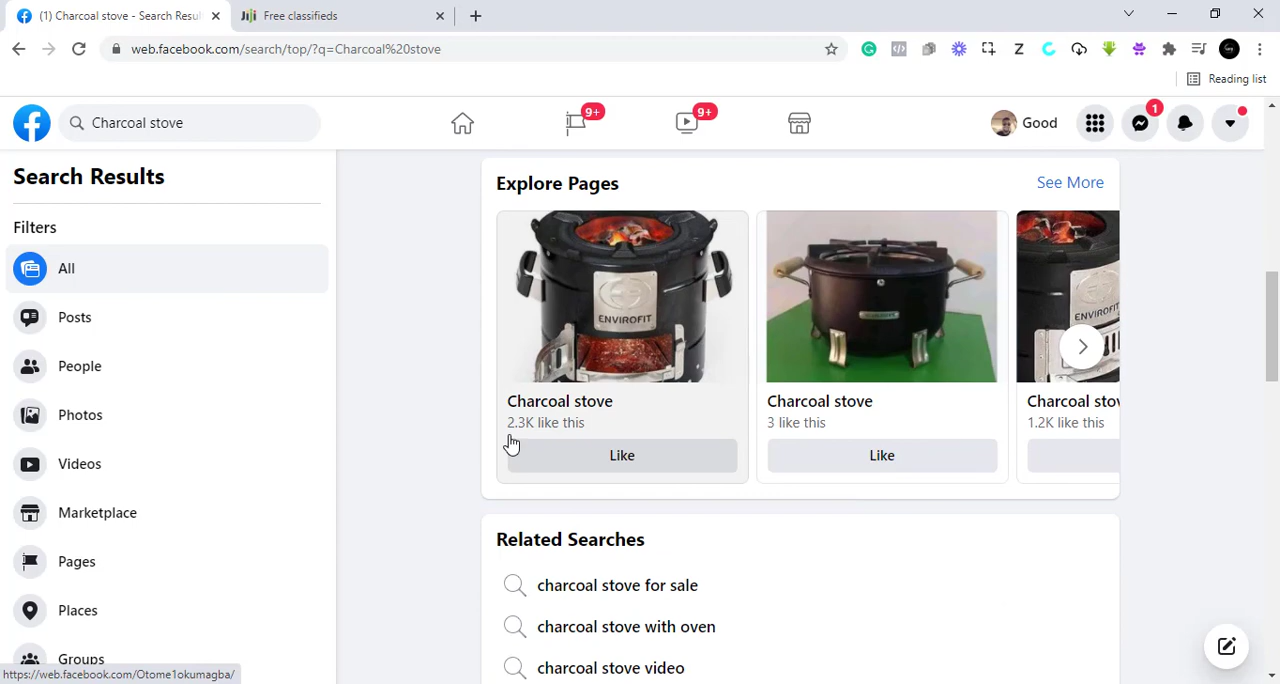 (1) Charcoal stove - Search Resul
Jiji Free classifieds
web.facebook.com/search/top/?q=Charcoal%20stove
Reading list
Charcoal stove
9+
9+
Good
1
Search Results
Filters
All
Posts
People
Photos
Videos
Marketplace
Pages
Places
Groups
https://web.facebook.com/Otome1okumagba/
Explore Pages
See More
ENVIROFIT
ENVIROFIT
Charcoal stove
2.3K like this
Like
Charcoal stove
3 like this
Like
Charcoal stov
1.2K like this
Related Searches
charcoal stove for sale
charcoal stove with oven
charcoal stove video